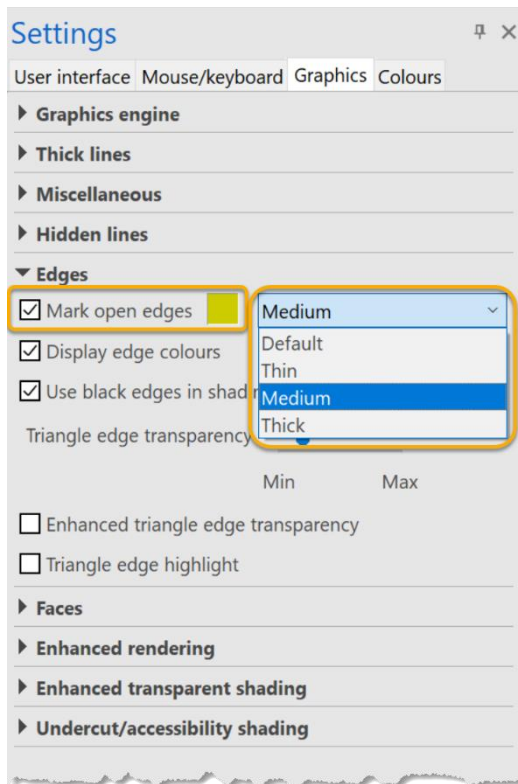 Settings
User interface Mouse/keyboard Graphics Colours
Graphics engine
Thick lines
Miscellaneous
Hidden lines
Edges
Mark open edges Medium
Display edge colours Default
Thin
Use black edges in Medium
Triangle edge transparency Thick
Min Max
Enhanced triangle edge transparency
Triangle edge highlight
Faces
Enhanced rendering
Enhanced transparent shading
Undercut/accessibility shading